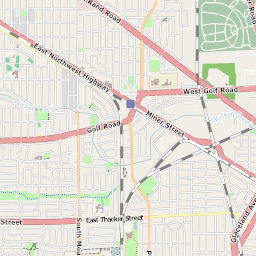 Rand Road
East Northwest Highway
West Golf Road
Golf Road
Miner Street
East Thacker Street
Street
South Mou
Graceland Ave
P